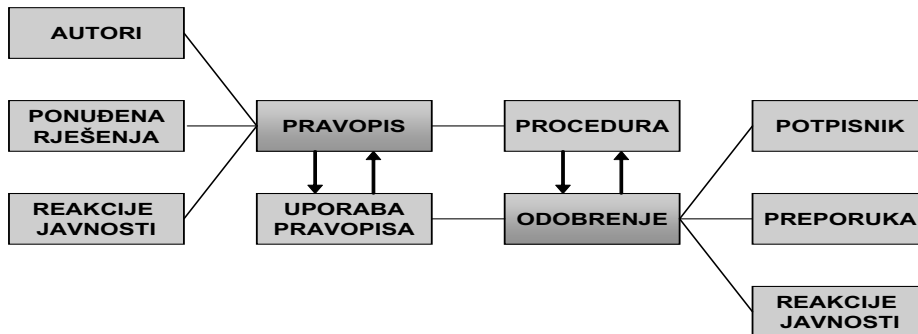 AUTORI
PONUĐENA
RJEŠENJA
REAKCIJE
JAVNOSTI
PRAVOPIS
UPORABA
PRAVOPISA
PROCEDURA
ODOBRENJE
POTPISNIK
PREPORUKA
REAKCIJE
JAVNOSTI